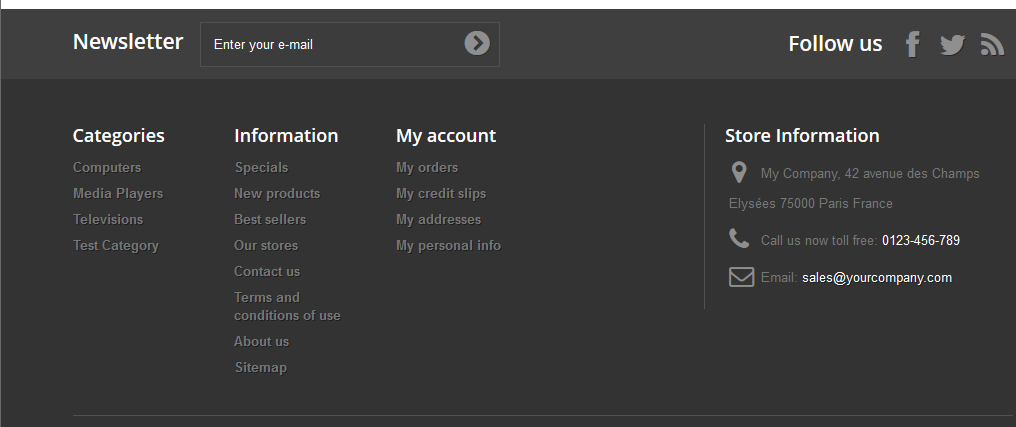 Newsletter
Enter your e-mail
Follow us
Categories
Computers
Media Players
Televisions
Test Category
Information
Specials
New products
Best sellers
Our stores
Contact us
Terms and
conditions of use
About us
Sitemap
My account
My orders
My credit slips
My addresses
My personal info
Store Information
My Company, 42 avenue des Champs
Elysées 75000 Paris France
Call us now toll free: 0123-456-789
Email: sales@yourcompany.com